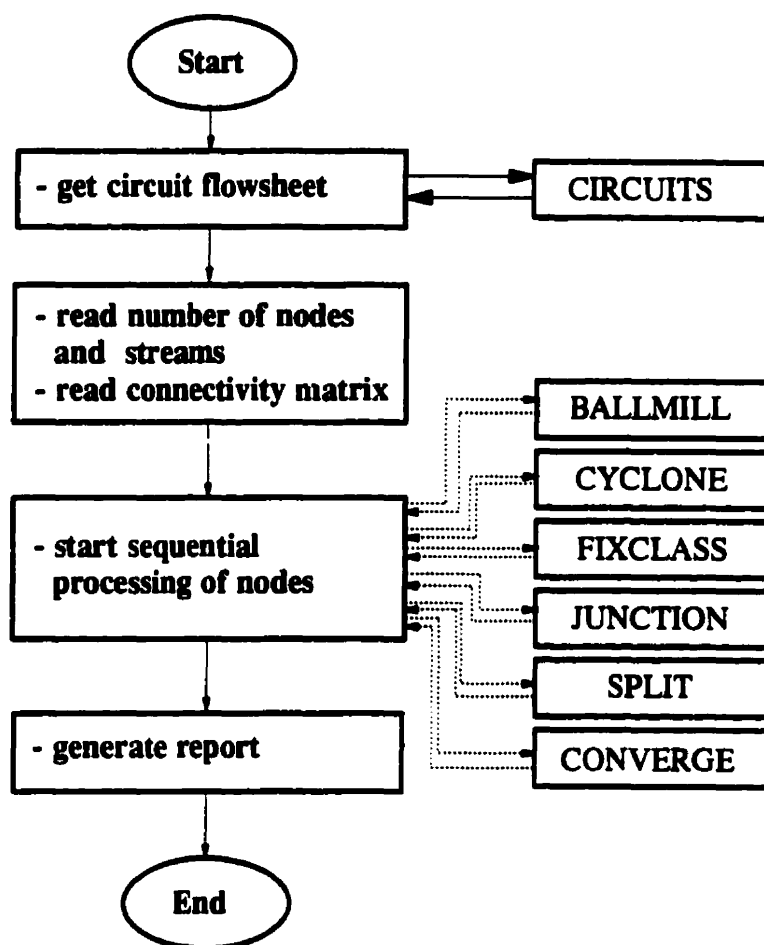 Start
- get circuit flowsheet
CIRCUITS
- read number of nodes
and streams
- read connectivity matrix
BALLMILL
CYCLONE
- start sequential
processing of nodes
FIXCLASS
JUNCTION
SPLIT
- generate report
CONVERGE
End